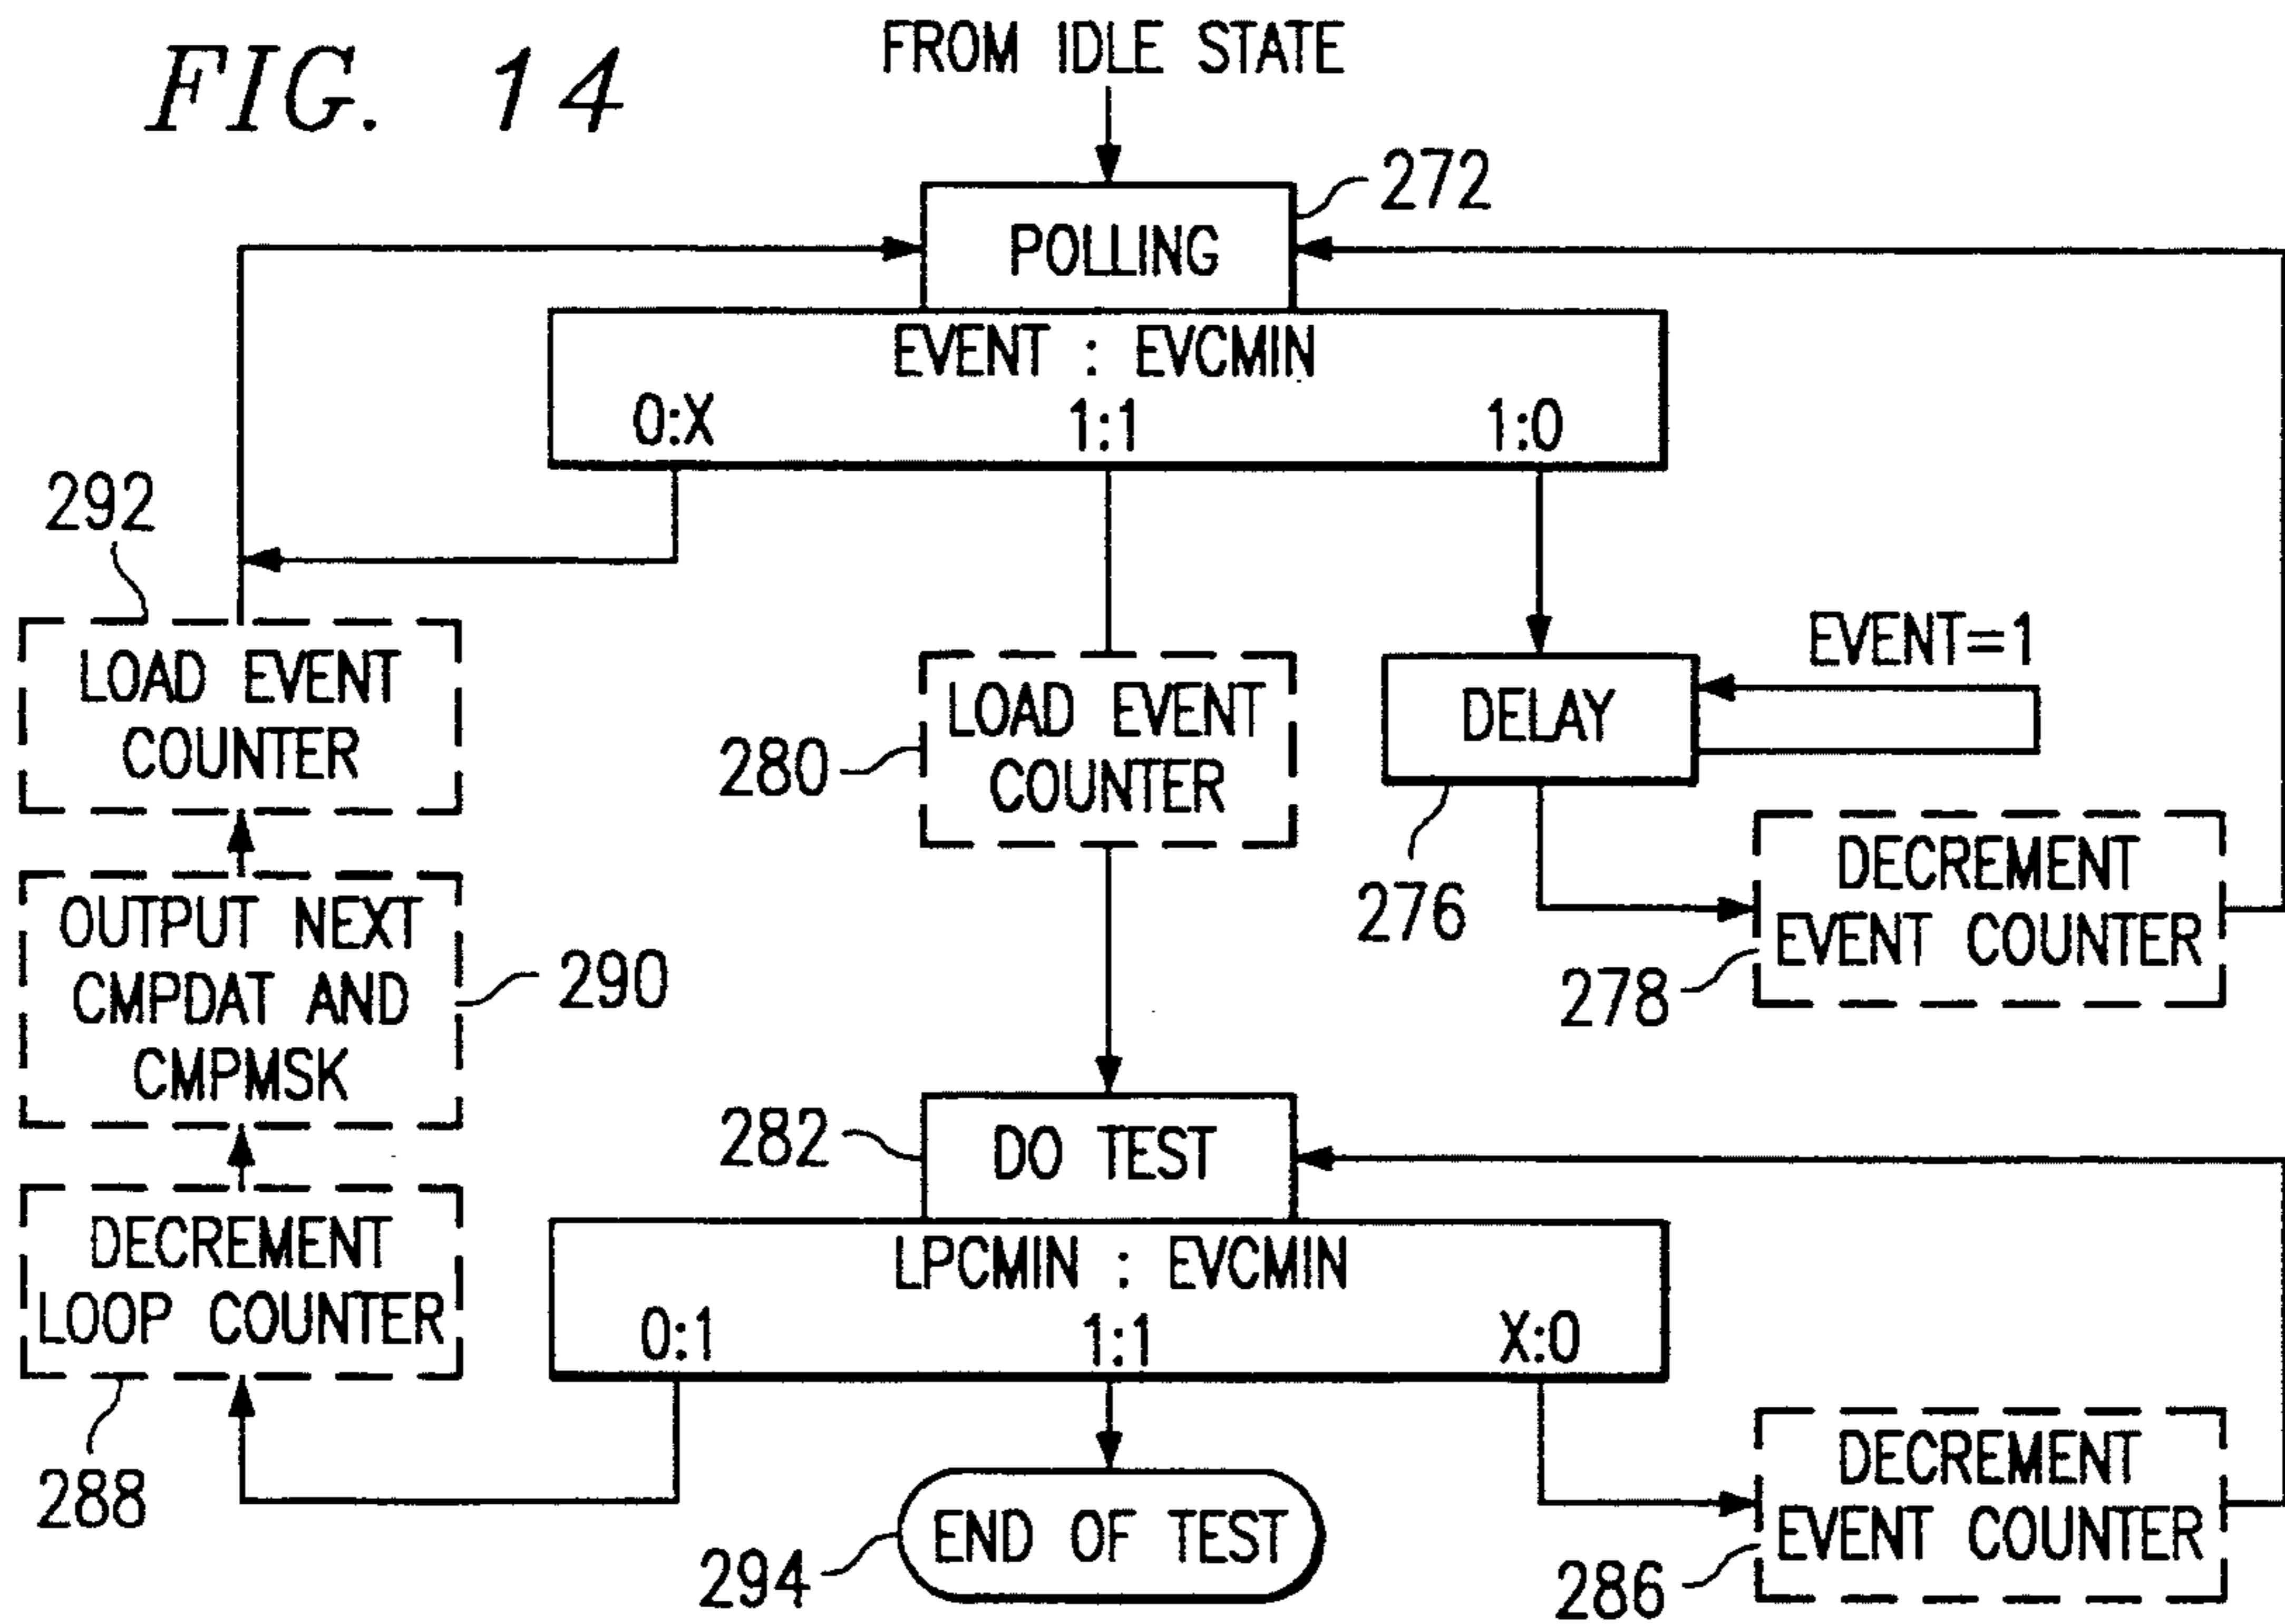 FIG. 14
FROM IDLE STATE
272
POLLING
EVENT : EVCMIN
0:X 1:1 1:0
292
LOAD EVENT
COUNTER
280
LOAD EVENT
COUNTER
EVENT=1
DELAY
276
DECREMENT
EVENT COUNTER
278
OUTPUT NEXT
CMPDAT AND
CMPMSK
290
282
DO TEST
LPCMIN : EVCMIN
0:1 1:1 X:0
DECREMENT
LOOP COUNTER
288
END OF TEST
294
DECREMENT
EVENT COUNTER
286